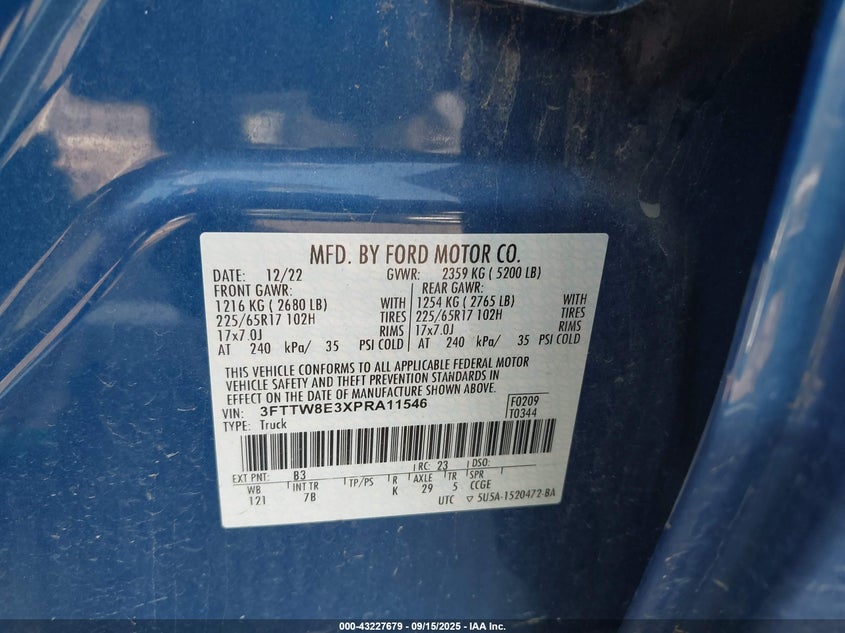 MFD. BY FORD MOTOR CO.
DATE: 12/22 GVWR: 2359 KG ( 5200 LB)
FRONT GAWR: REAR GAWR:
1216 KG ( 2680 LB) WITH 1254 KG ( 2765 LB) WITH
225/65R17 102H TIRES 225/65R17 102H TIRES
17x7.0J RIMS 17x7.0J RIMS
AT 240 kPa/ 35 PSI COLD AT 240 kPa/ 35 PSI COLD
THIS VEHICLE CONFORMS TO ALL APPLICABLE FEDERAL MOTOR
VEHICLE SAFETY AND THEFT PREVENTION STANDARDS IN
EFFECT ON THE DATE OF MANUFACTURE SHOWN ABOVE.
VIN: 3FTTW8E3XPRA11546 F0209
TYPE: Truck T0344
EXT PNT: B3 RC: 23 DSO:
WB INT TR TP/PS R AXLE TR SPR
121 7B K 29 5 CCGE
UTC ▽ 5U5A-1520472-BA
000-43227679 - 09/15/2025 - IAA Inc.